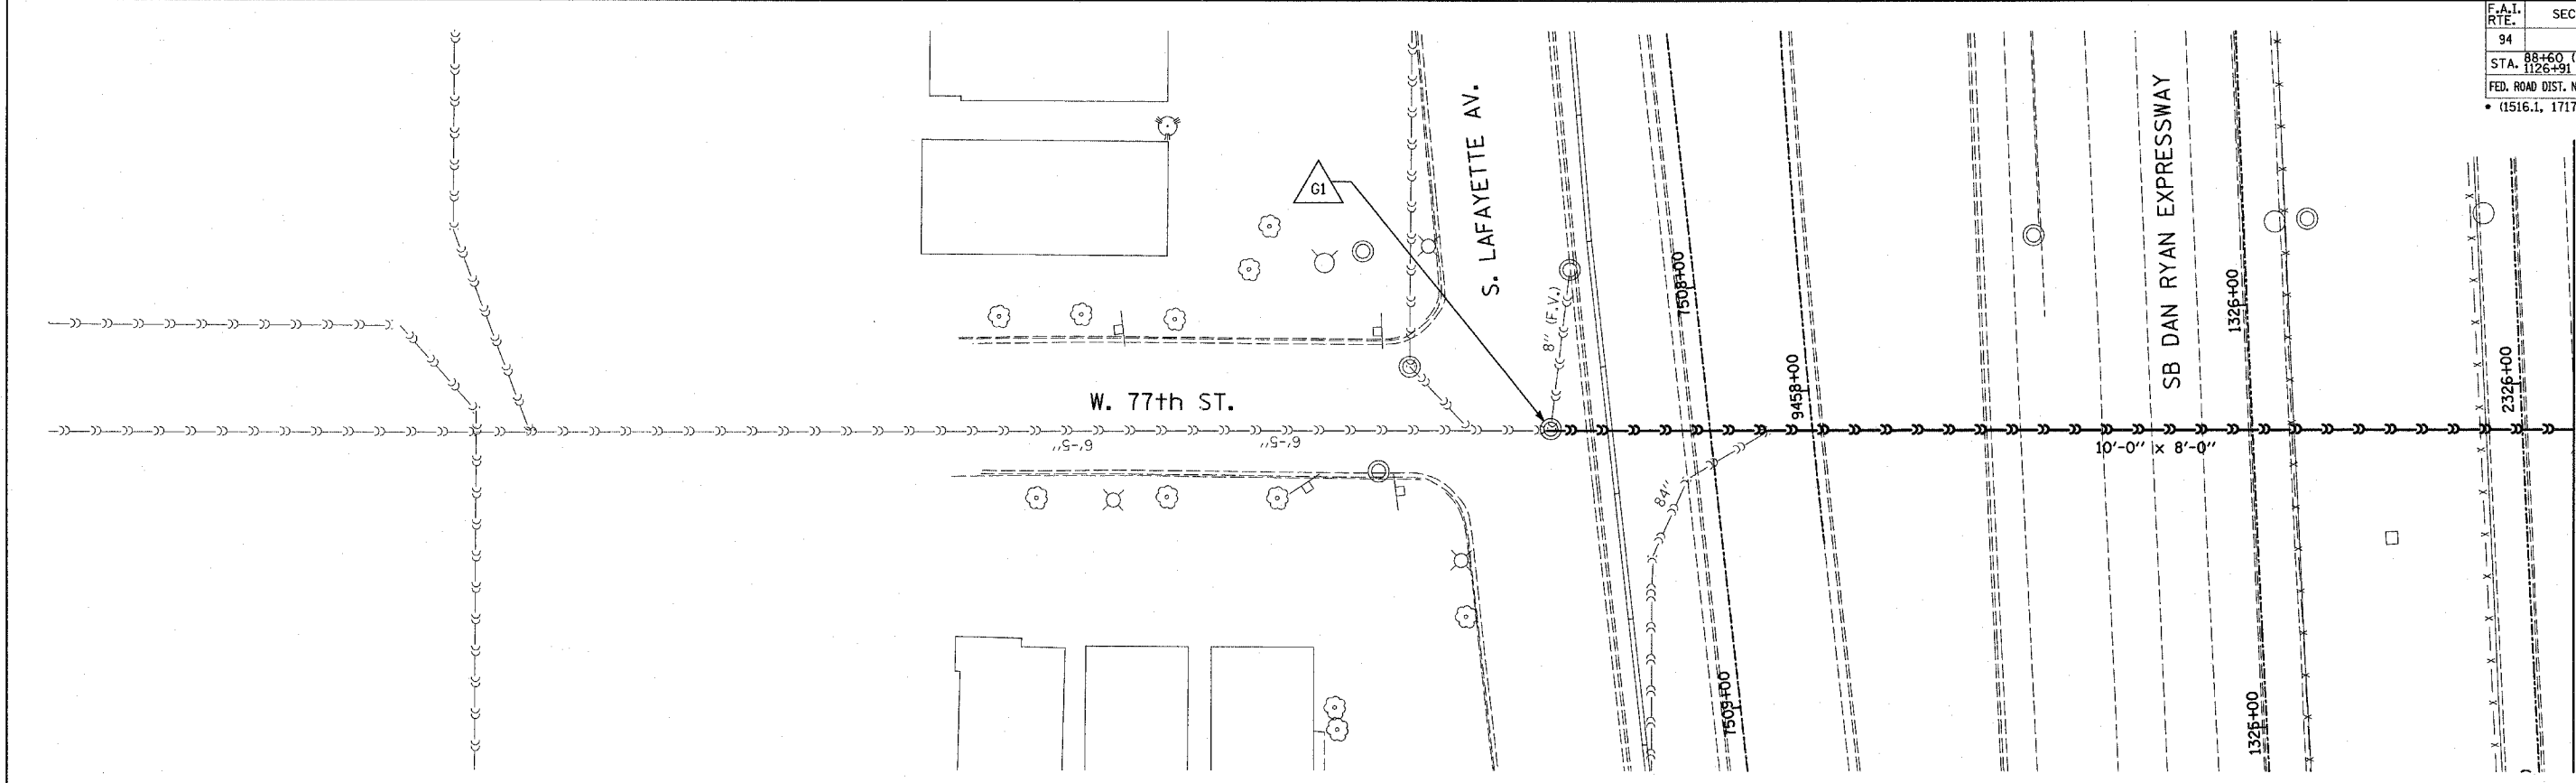 F.A.I. RTE.
SEC
94
STA. 88+60 (
1126+91
FED. ROAD DIST. N
• (1516.1, 1717
G1
S. LAFAYETTE AV.
8" (F.V.)
7508+00
9458+00
SB DAN RYAN EXPRESSWAY
1326+00
2326+00
W. 77th ST.
6'-5"
6'-5"
10'-0" x 8'-0"
84"
7509+00
1326+00